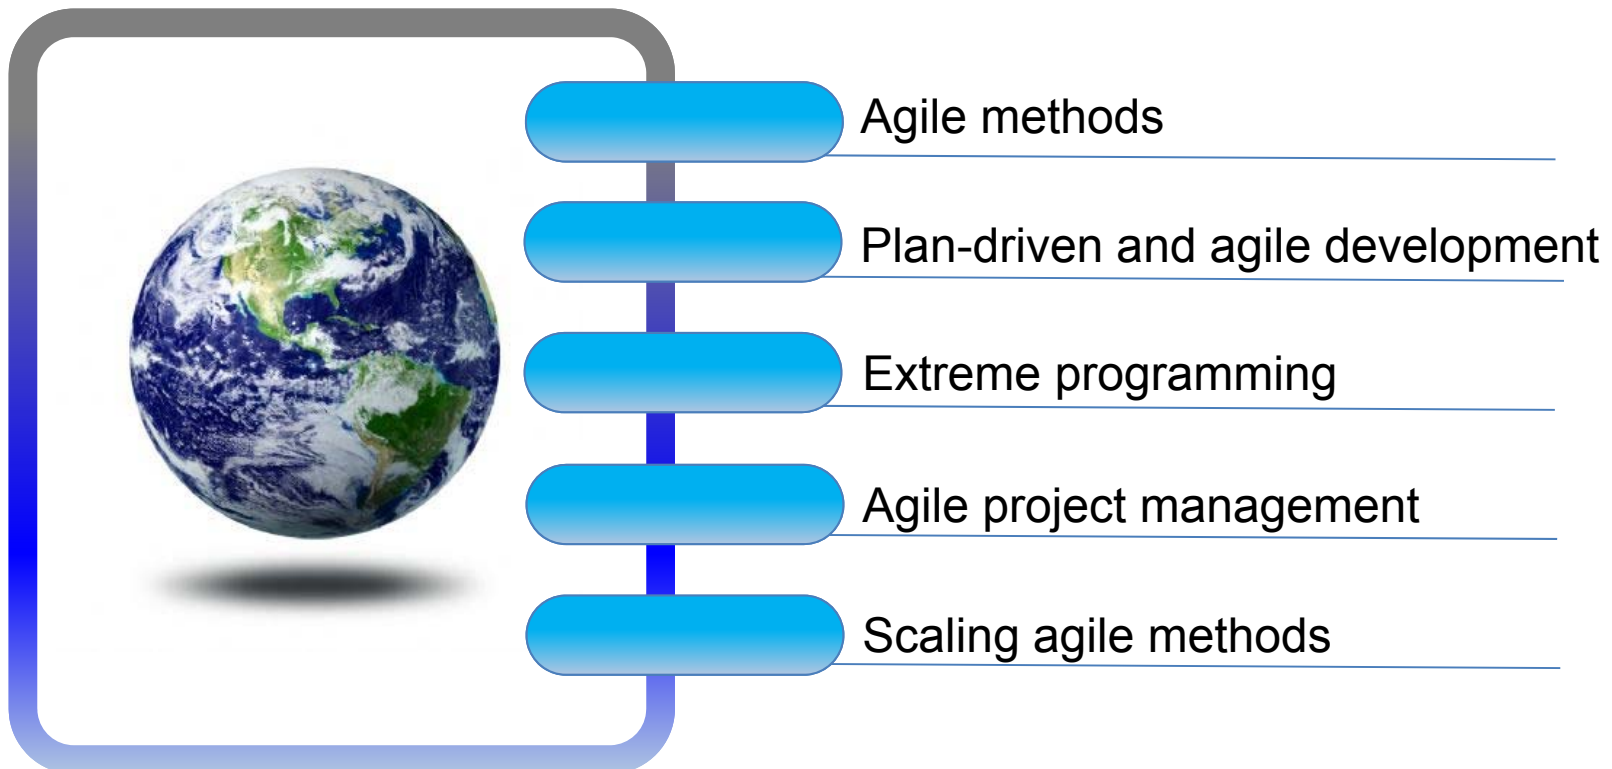 Agile methods
Plan-driven and agile development
Extreme programming
Agile project management
Scaling agile methods